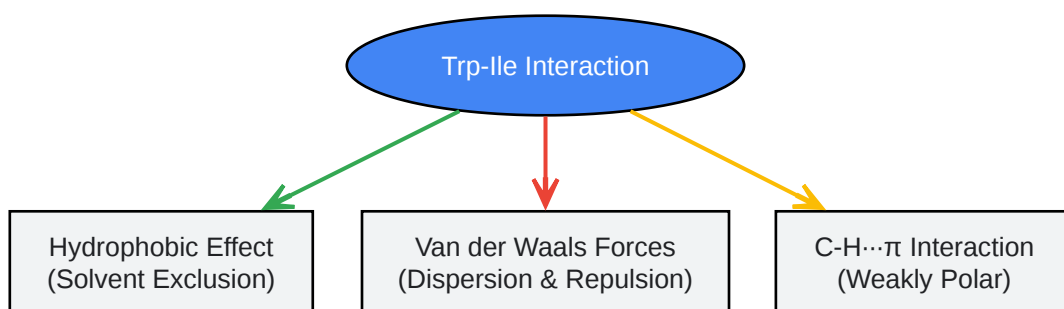 Trp-Ile Interaction
Hydrophobic Effect
(Solvent Exclusion)
Van der Waals Forces
(Dispersion & Repulsion)
C-H···π Interaction
(Weakly Polar)